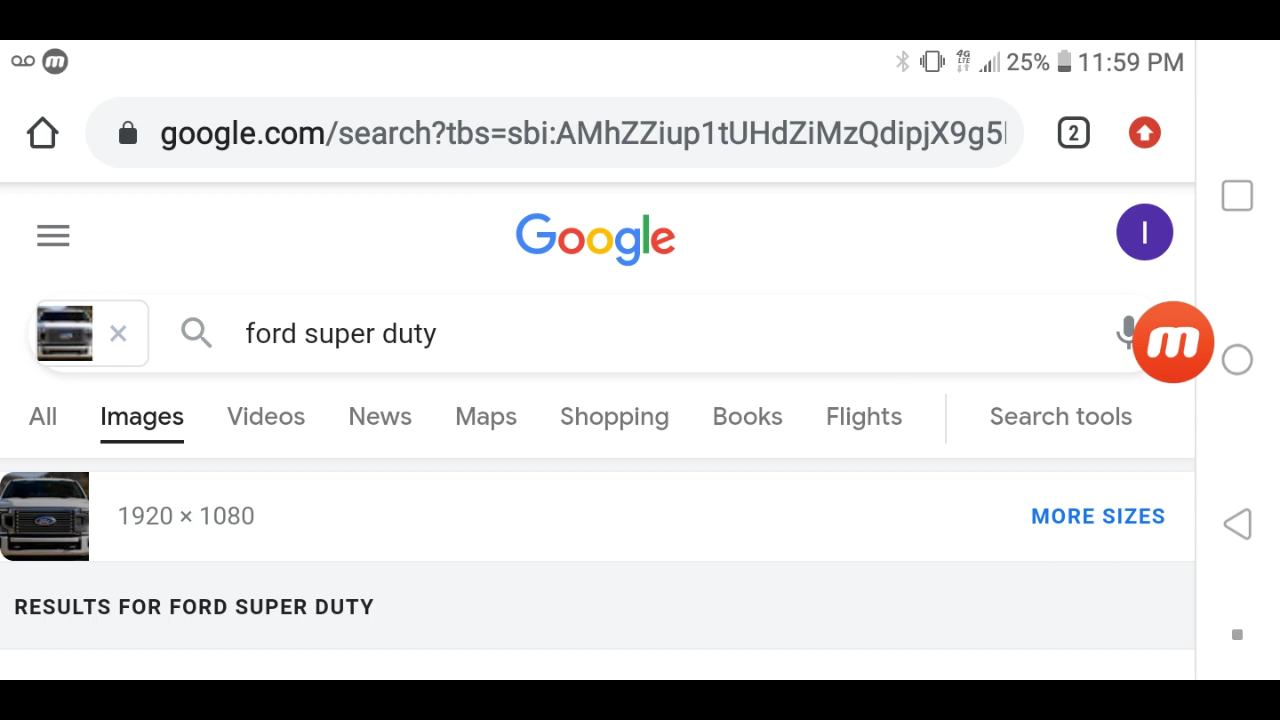 25% 11:59 PM
google.com/search?tbs=sbi:AMhZZiup1tUHdZiMzQdipjX9g5
2
Google
I
ford super duty
All Images Videos News Maps Shopping Books Flights Search tools
1920 × 1080
MORE SIZES
RESULTS FOR FORD SUPER DUTY